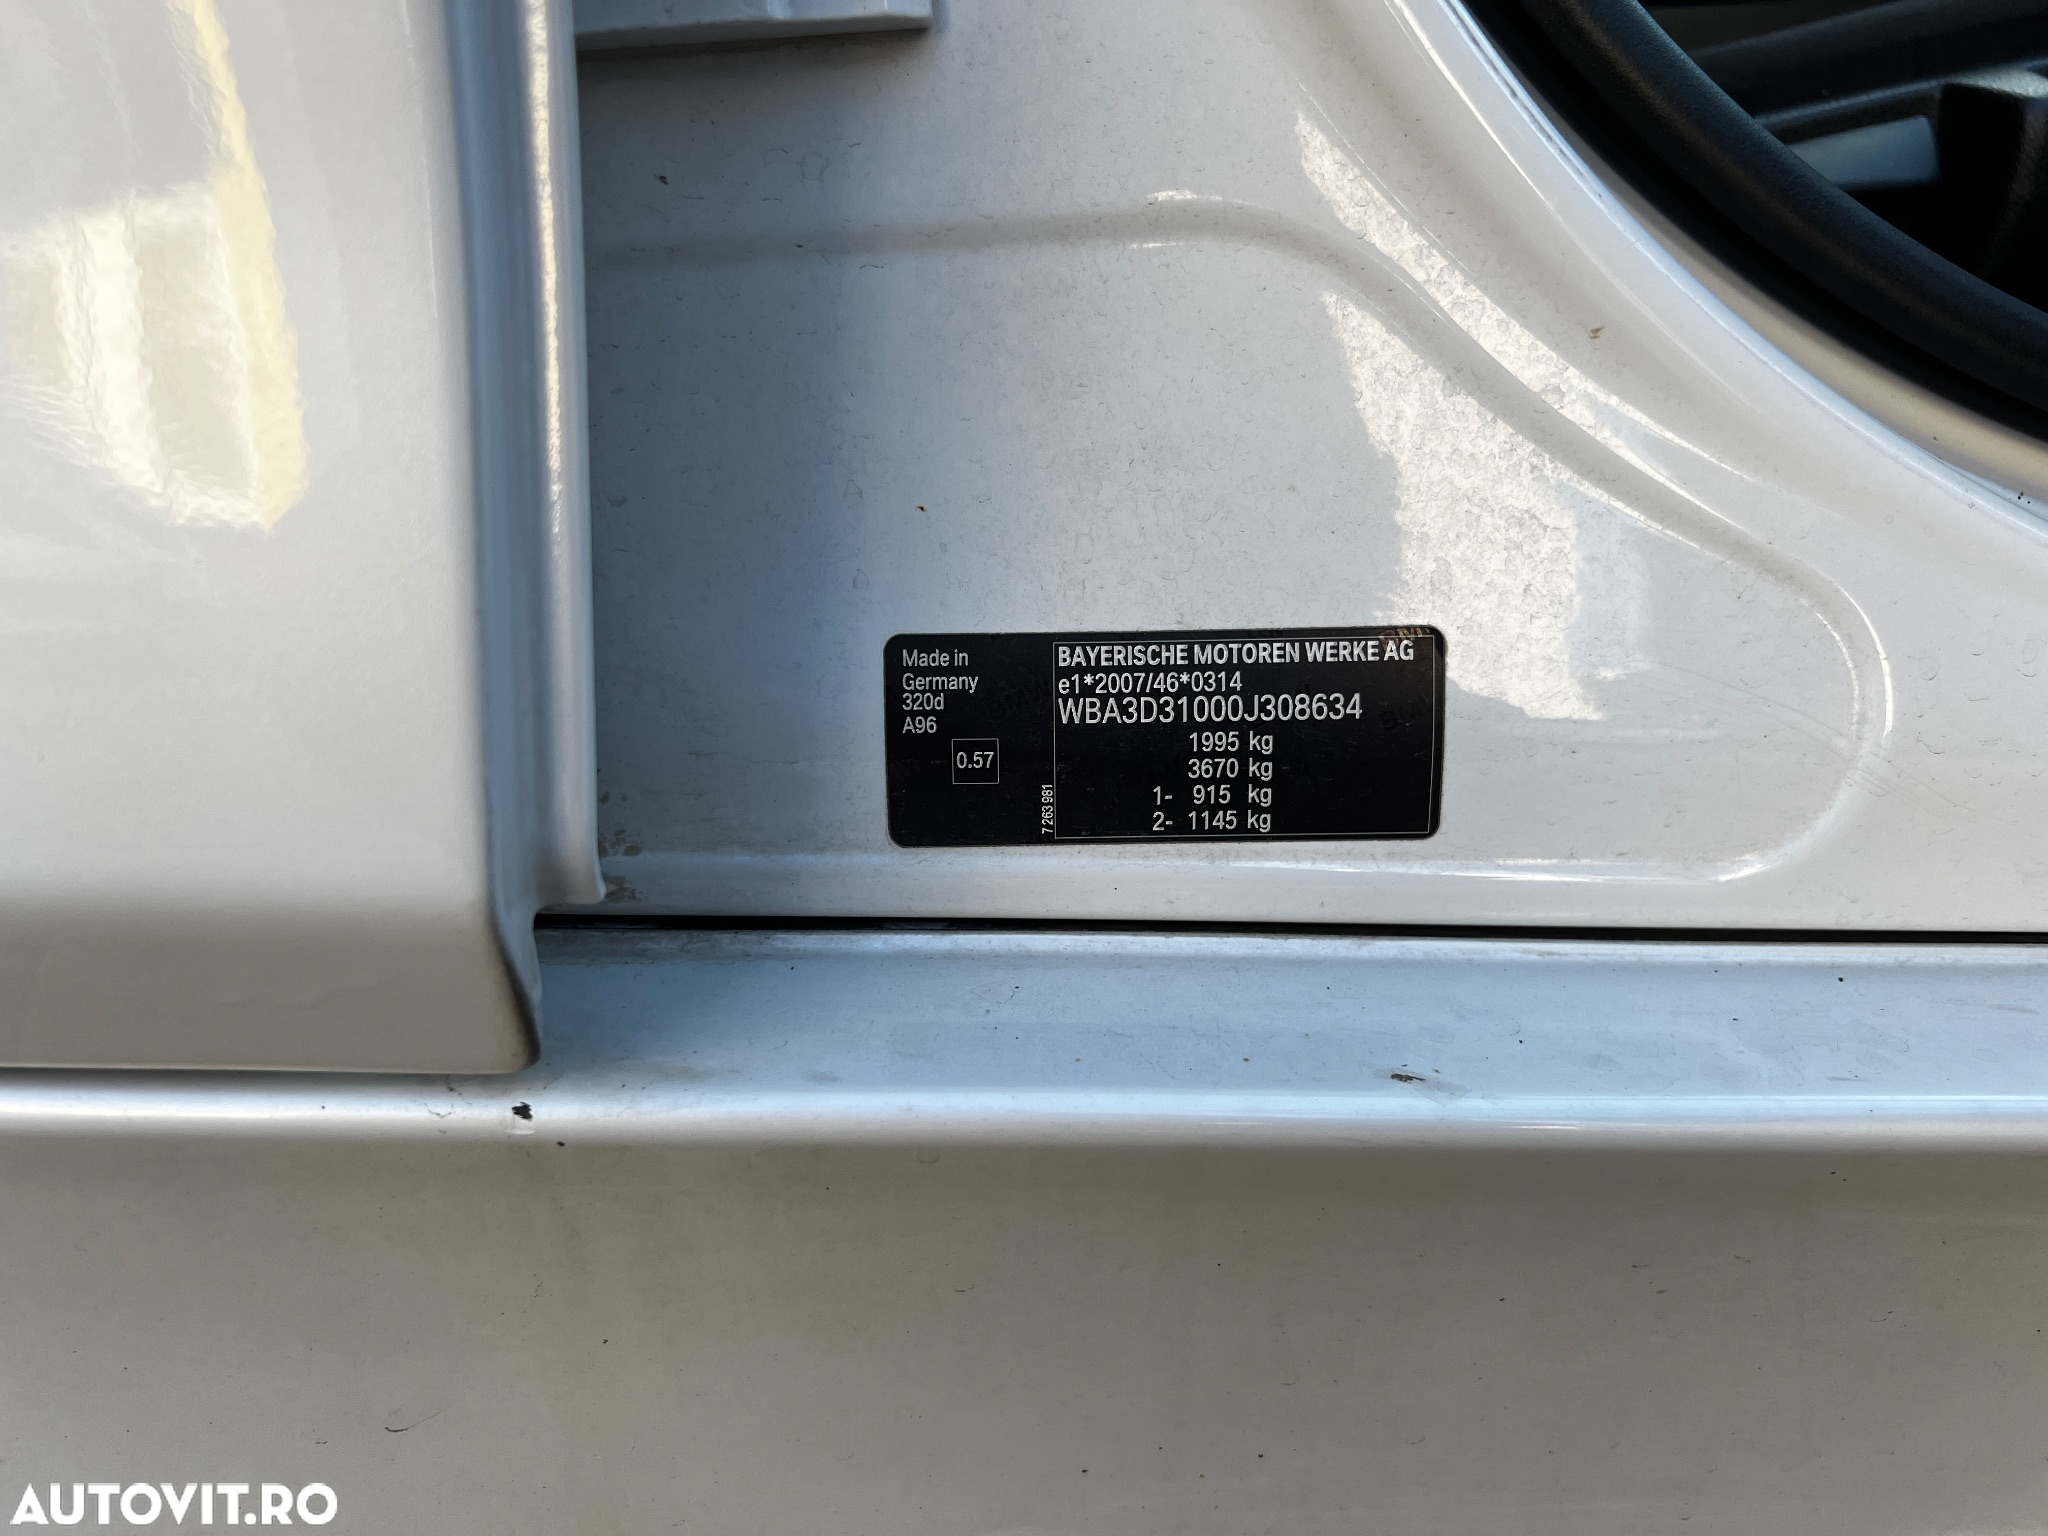 Made in
Germany
320d
A96
0.57
7 263 981
BAYERISCHE MOTOREN WERKE AG
e1*2007/46*0314
WBA3D31000J308634
1995 kg
3670 kg
1- 915 kg
2- 1145 kg
AUTOVIT.RO